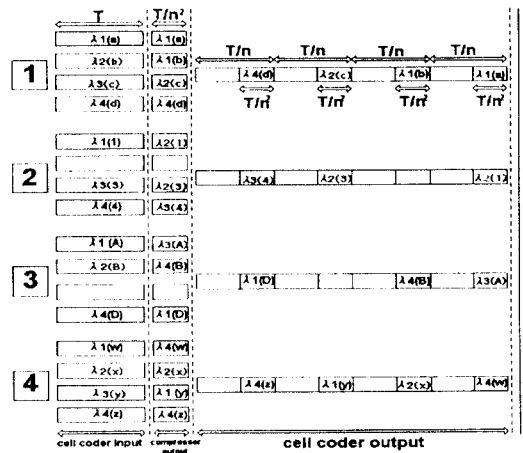 T T/n²
λ1(a) λ1(a)
T/n T/n T/n T/n
λ2(b) λ1(b)
1
λ3(c) λ2(c) λ4(d) λ2(c) λ1(b) λ1(a)
λ4(d) λ4(d) T/n² T/n² T/n² T/n²
λ1(1) λ2(1)
2
λ3(3) λ2(3) λ3(4) λ2(3) λ2(1)
λ4(4) λ3(4)
λ1(A) λ3(A)
λ2(B) λ4(B)
3
λ1(D) λ4(B) λ3(A)
λ4(D) λ1(D)
λ1(W) λ4(W)
λ2(x) λ2(x)
4
λ3(y) λ1(y) λ4(z) λ1(y) λ2(x) λ4(W)
λ4(z) λ4(z)
cell coder input compressor output cell coder output